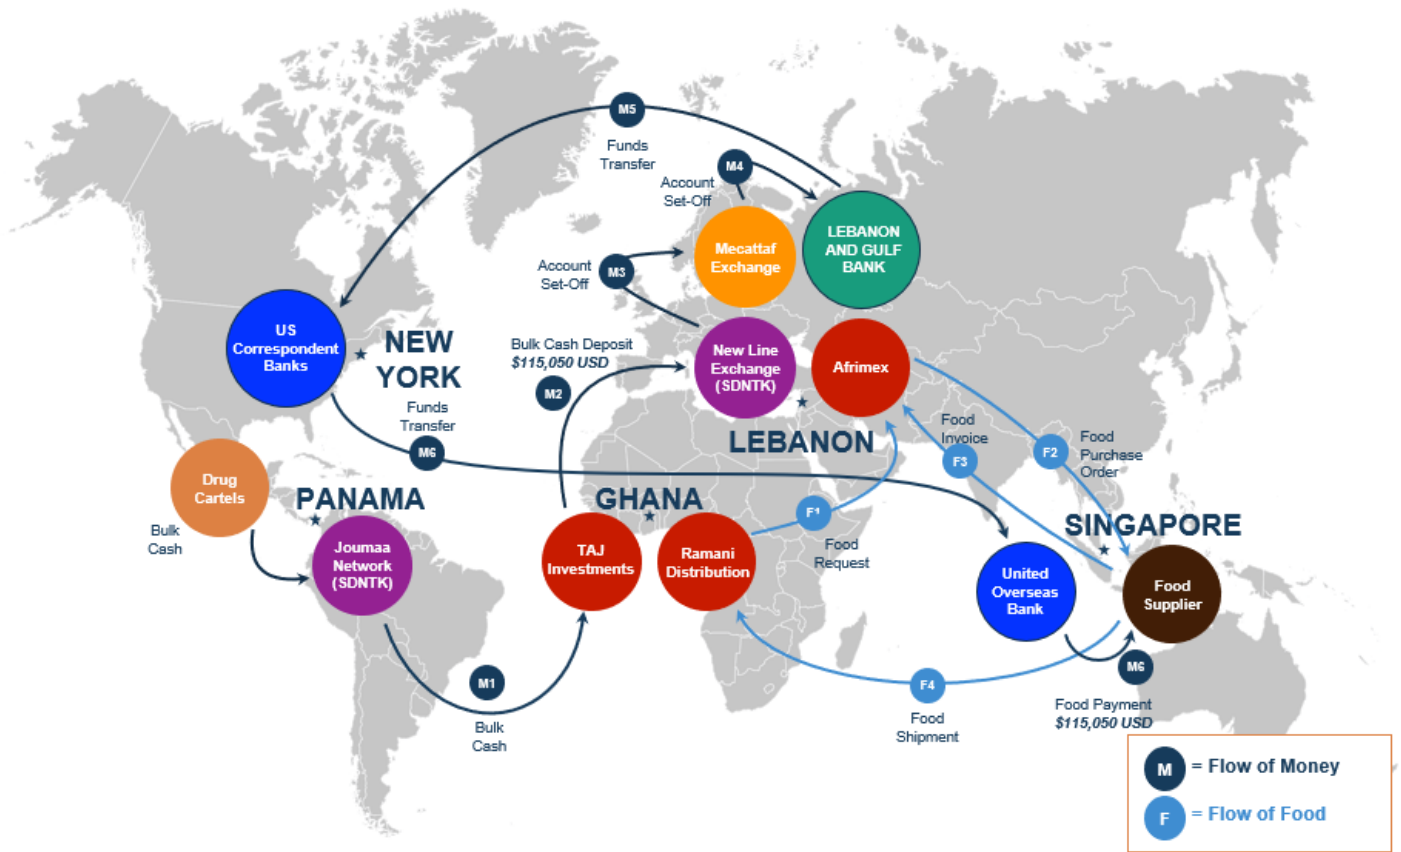 M5
Funds
Transfer
M4
Account
Set-Off
Mecattaf
Exchange
LEBANON
AND GULF
BANK
Account
Set-Off
M3
US
Correspondent
Banks
NEW
YORK
Bulk Cash Deposit
$115,050 USD
M2
New Line
Exchange
(SDNTK)
Afrimex
LEBANON
Funds
Transfer
M6
Food
Invoice
F3
F2
Food
Purchase
Order
Drug
Cartels
Bulk
Cash
PANAMA
Joumaa
Network
(SDNTK)
GHANA
TAJ
Investments
Ramani
Distribution
F1
Food
Request
SINGAPORE
United
Overseas
Bank
Food
Supplier
M1
Bulk
Cash
F4
Food
Shipment
M6
Food Payment
$115,050 USD
M = Flow of Money
F = Flow of Food